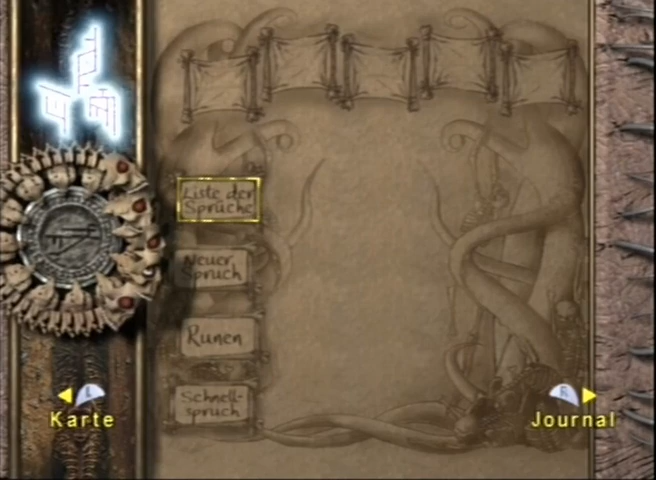 Liste der
Sprüche
Neuer
Spruch
Runen
Schnell-
spruch
L
R
Karte
Journal